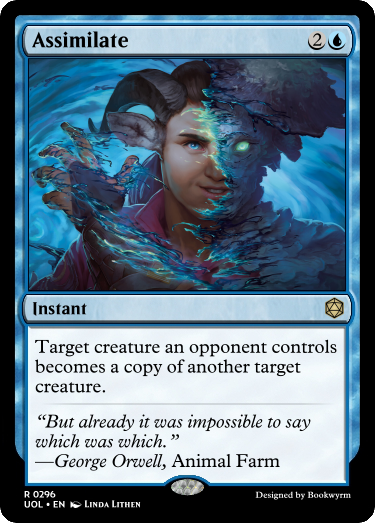 Assimilate 2
Instant
Target creature an opponent controls
becomes a copy of another target
creature.
“But already it was impossible to say
which was which.”
—George Orwell, Animal Farm
R 0296
UOL • EN Linda Lithen
Designed by Bookwyrm